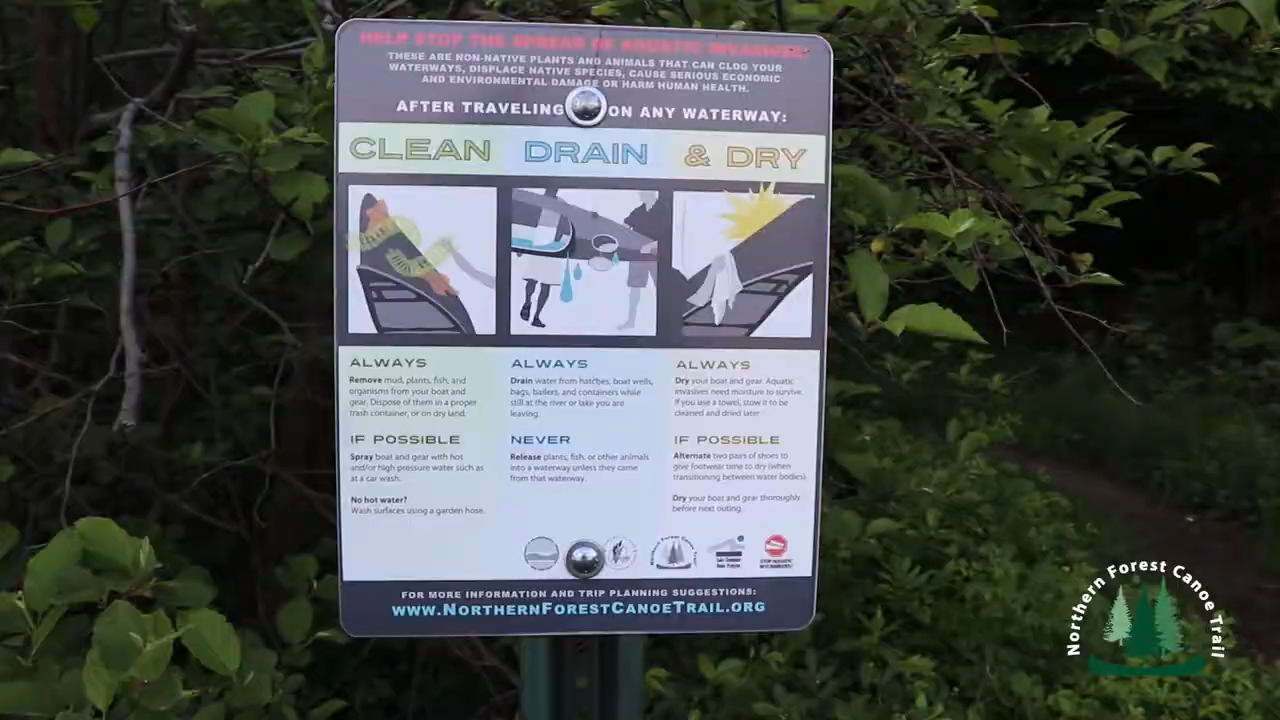 HELP STOP THE SPREAD OF AQUATIC INVASIVES:
THESE ARE NON-NATIVE PLANTS AND ANIMALS THAT CAN CLOG YOUR
WATERWAYS, DISPLACE NATIVE SPECIES, CAUSE SERIOUS ECONOMIC
AND ENVIRONMENTAL DAMAGE OR HARM HUMAN HEALTH.
AFTER TRAVELING ON ANY WATERWAY:
CLEAN DRAIN & DRY
ALWAYS
Remove mud, plants, fish, and
organisms from your boat and
gear. Dispose of them in a proper
trash container, or on dry land.
IF POSSIBLE
Spray boat and gear with hot
and/or high pressure water such as
at a car wash.
No hot water?
Wash surfaces using a garden hose.
ALWAYS
Drain water from hatches, boat wells,
bags, bailers, and containers while
still at the river or lake you are
leaving.
NEVER
Release plants, fish, or other animals
into a waterway unless they came
from that waterway.
ALWAYS
Dry your boat and gear. Aquatic
invasives need moisture to survive.
If you use a towel, stow it to be
cleaned and dried later.
IF POSSIBLE
Alternate two pairs of shoes to
give footwear time to dry (when
transitioning between water bodies).
Dry your boat and gear thoroughly
before next outing.
Northern Forest Canoe Trail
FOR MORE INFORMATION AND TRIP PLANNING SUGGESTIONS:
WWW.NORTHERNFORESTCANOETRAIL.ORG
Northern Forest Canoe Trail